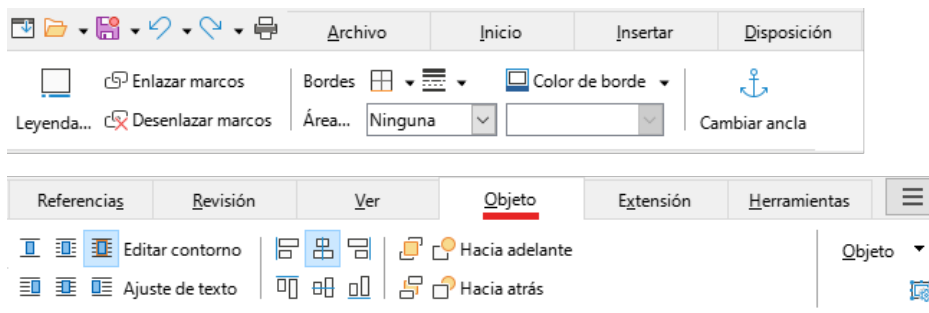 Archivo Inicio Insertar Disposición
Enlazar marcos Bordes Color de borde
Leyenda... Desenlazar marcos Área... Ninguna Cambiar ancla
Referencias Revisión Ver Objeto Extensión Herramientas
Editar contorno Hacia adelante Objeto
Ajuste de texto Hacia atrás